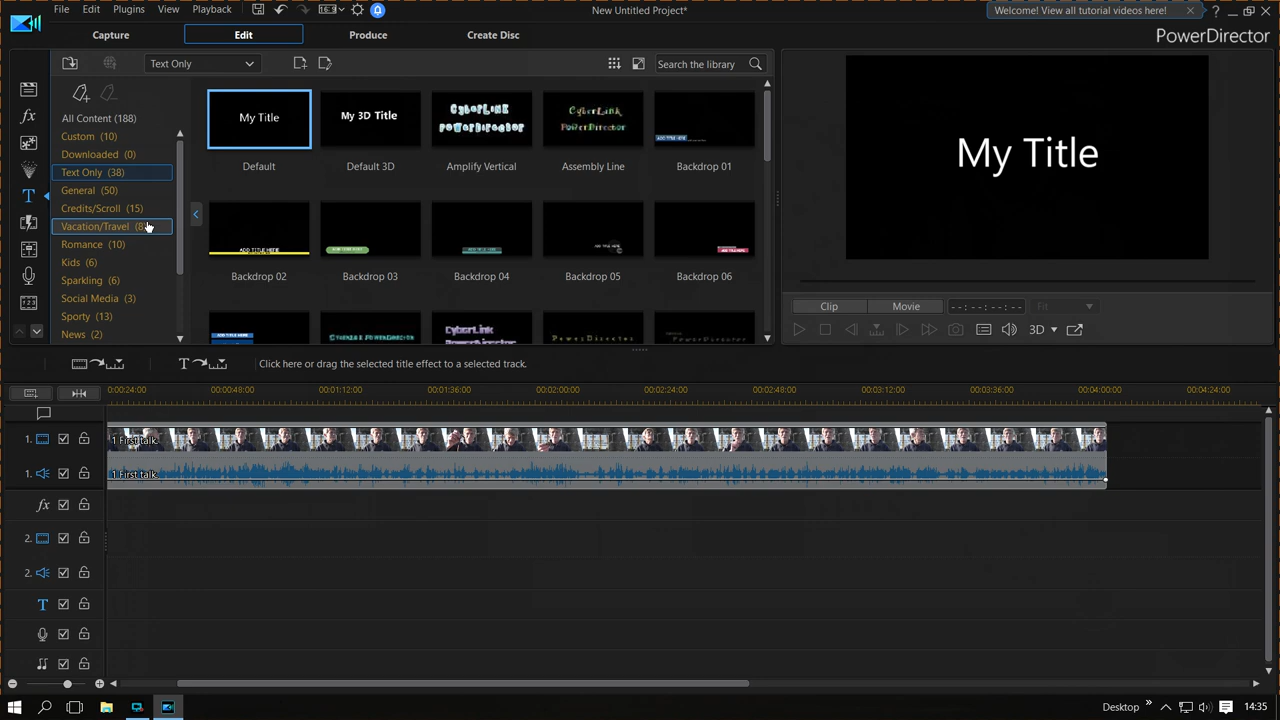 File Edit Plugins View Playback
New Untitled Project*
Welcome! View all tutorial videos here!
Capture Edit Produce Create Disc
PowerDirector
Text Only
Search the library
All Content (188)
Custom (10)
Downloaded (0)
Text Only (38)
General (50)
Credits/Scroll (15)
Vacation/Travel
Romance (10)
Kids (6)
Sparkling (6)
Social Media (3)
Sporty (13)
News (2)
My Title
My 3D Title
CyberLink PowerDirector
CyberLink PowerDirector
ADD TITLE HERE
Default
Default 3D
Amplify Vertical
Assembly Line
Backdrop 01
ADD TITLE HERE
Backdrop 02
Backdrop 03
Backdrop 04
Backdrop 05
Backdrop 06
My Title
Clip Movie --:--:--:-- Fit
3D
Click here or drag the selected title effect to a selected track.
0:00:24:00 00:00:48:00 00:01:12:00 00:01:36:00 00:02:00:00 00:02:24:00 00:02:48:00 00:03:12:00 00:03:36:00 00:04:00:00 00:04:24:00
1. 1 First talk
1. 1 First talk
fx
2.
2.
T
Desktop
14:35